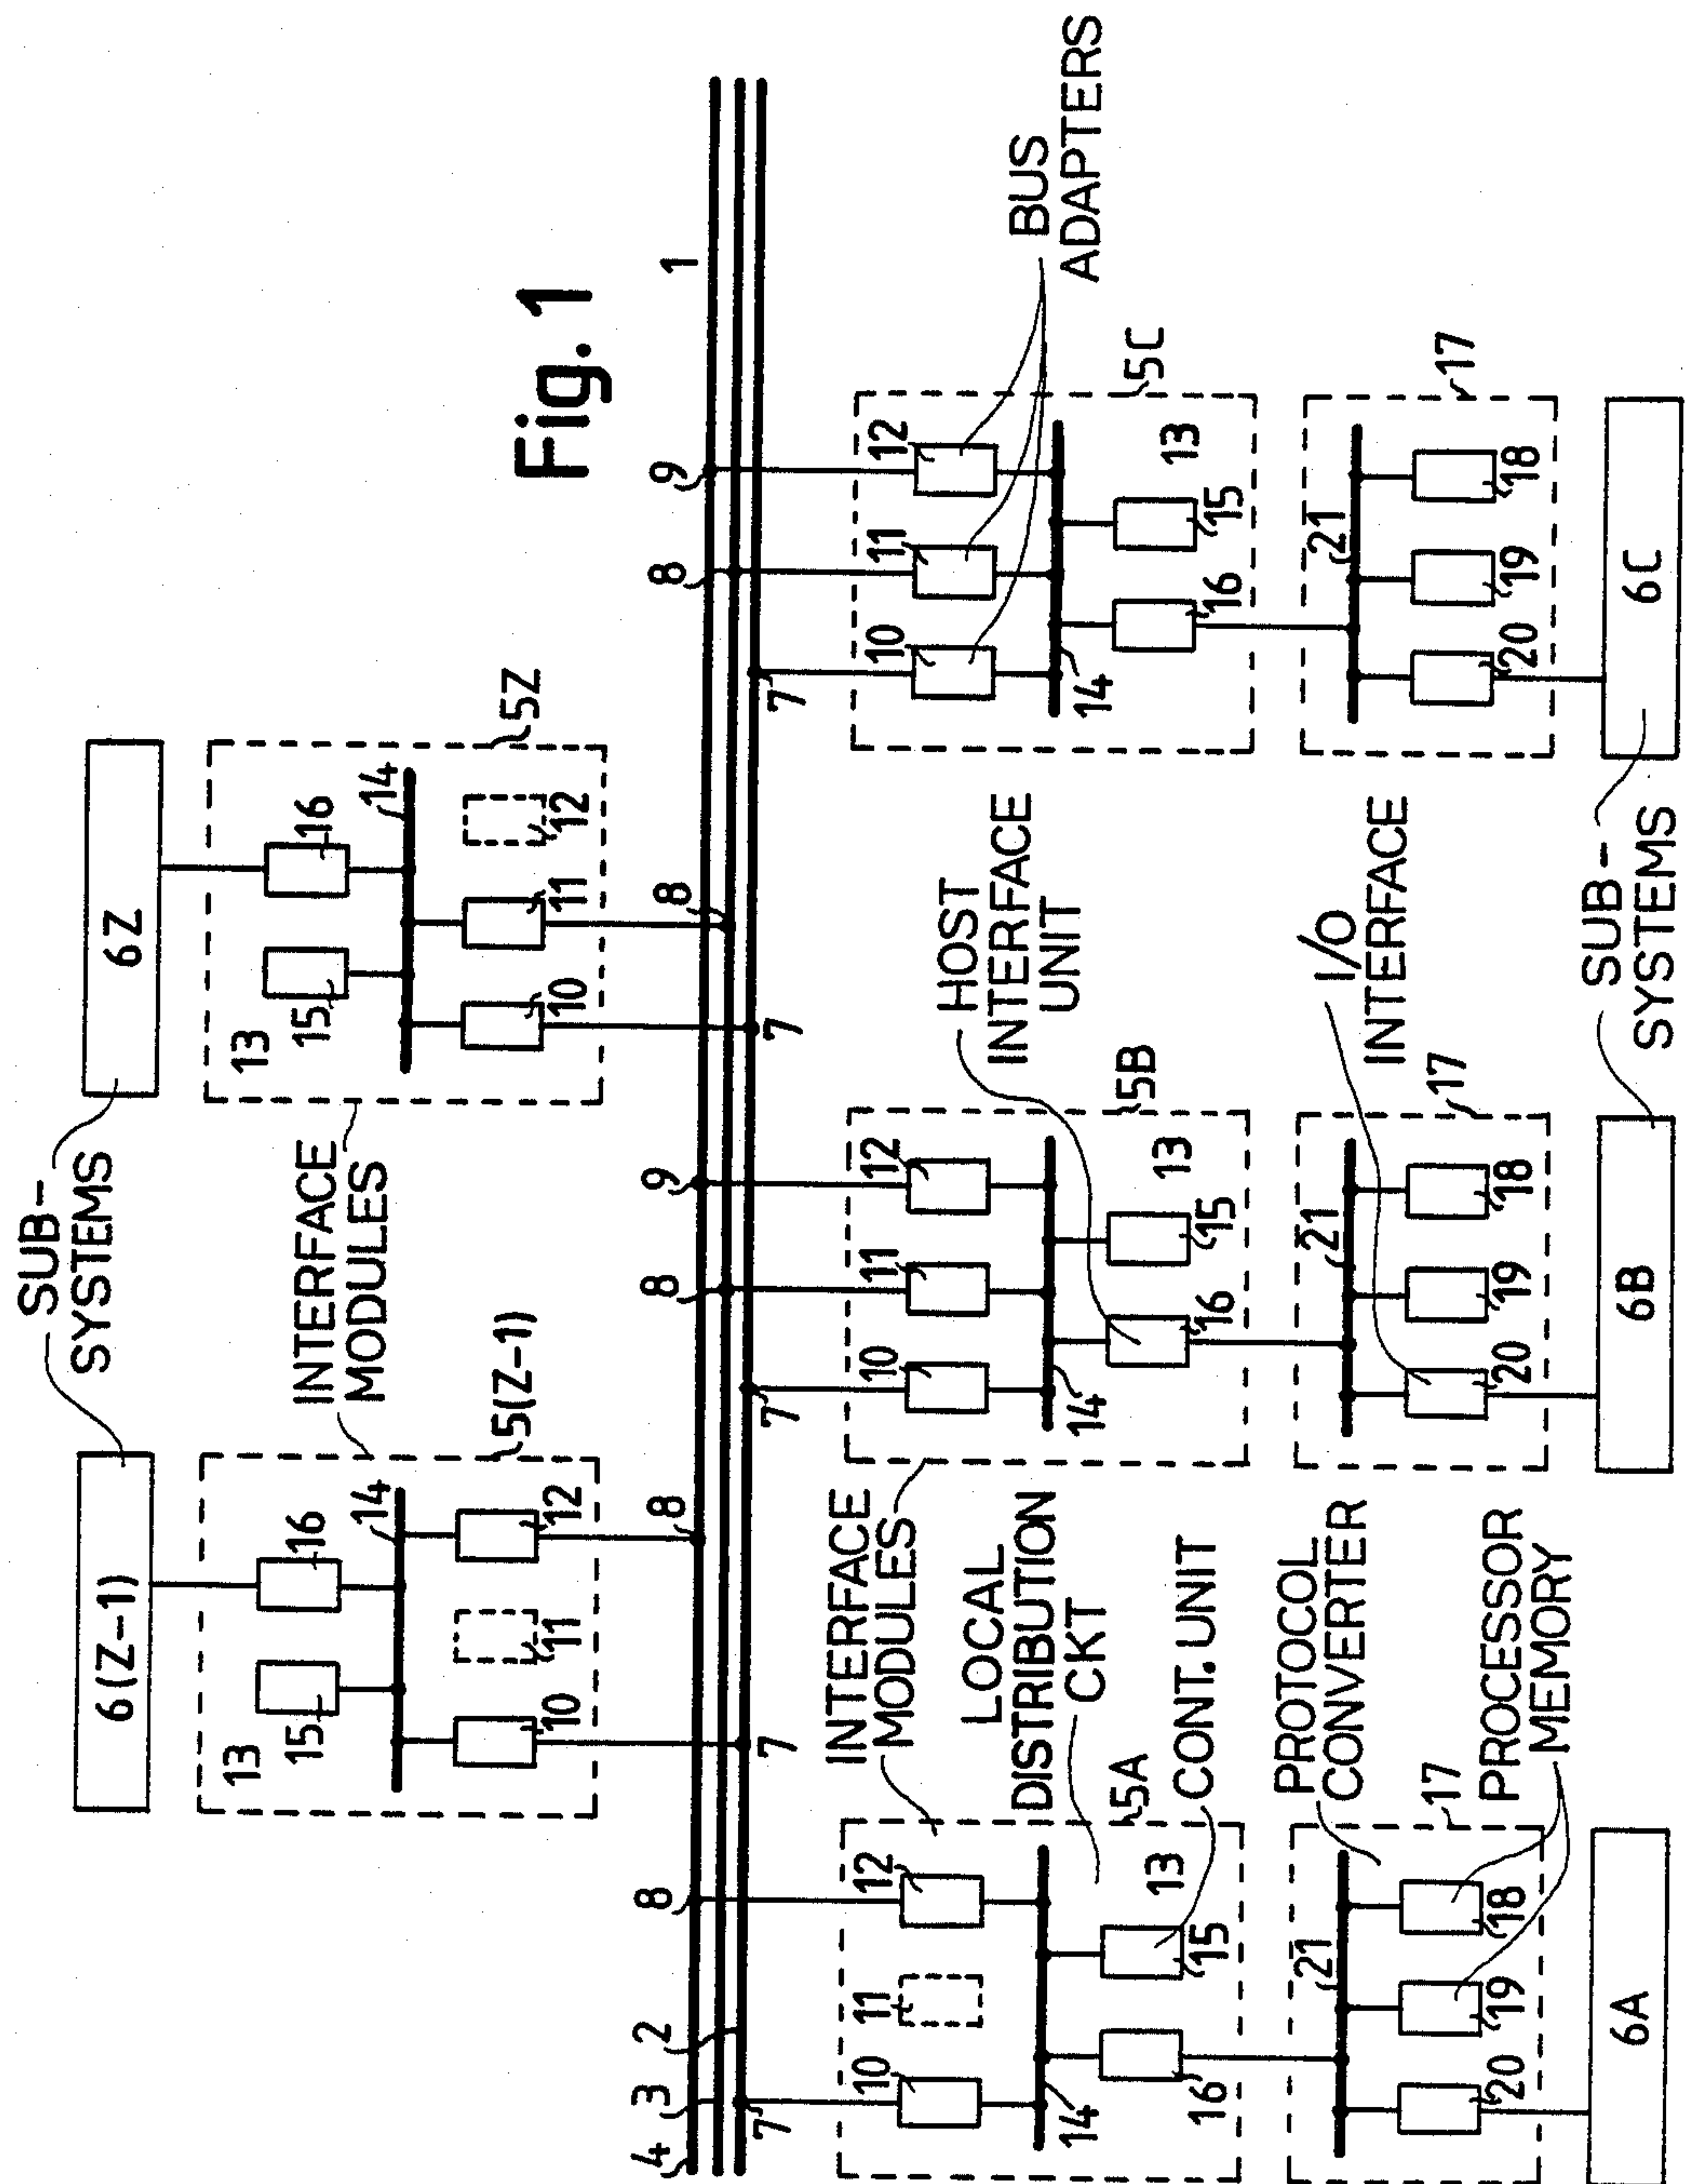 Fig. 1
SUB-
SYSTEMS
6(Z-1)
6Z
INTERFACE
MODULES
13
15
16
14
10
11
12
5(Z-1)
13
15
16
14
10
11
12
5Z
4
3
2
1
7
8
7
8
8
7
8
9
7
8
9
INTERFACE
MODULES
10
11
12
14
13
16
15
5A
LOCAL
DISTRIBUTION
CKT
CONT. UNIT
10
11
12
14
13
16
15
5B
HOST
INTERFACE
UNIT
10
11
12
14
13
16
15
5C
BUS
ADAPTERS
PROTOCOL
CONVERTER
21
17
20
19
18
PROCESSOR
MEMORY
21
17
20
19
18
I/O
INTERFACE
21
17
20
19
18
6A
6B
6C
SUB-
SYSTEMS